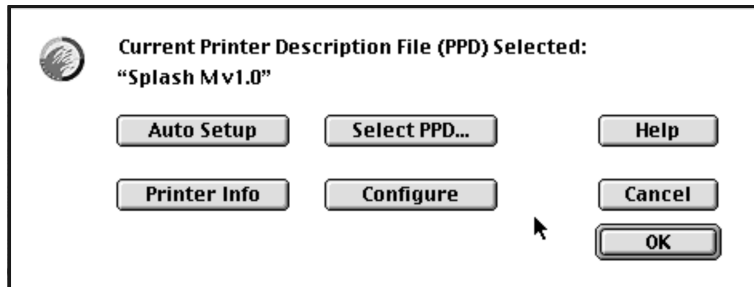 Current Printer Description File (PPD) Selected:
“Splash M v1.0”
Auto Setup
Select PPD...
Help
Printer Info
Configure
Cancel
OK